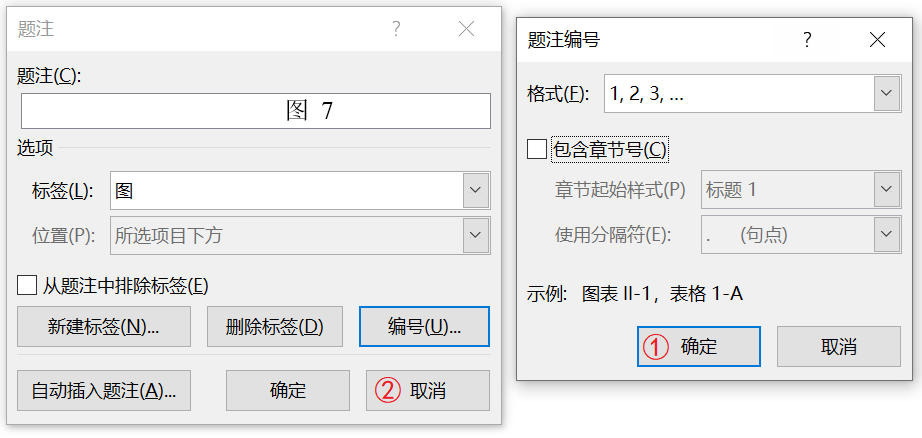 题注
题注(C):
图 7
选项
标签(L): 图
位置(P): 所选项目下方
从题注中排除标签(E)
新建标签(N)... 删除标签(D) 编号(U)...
自动插入题注(A)... 确定 ② 取消
题注编号
格式(F): 1, 2, 3, ...
包含章节号(C)
章节起始样式(P) 标题 1
使用分隔符(E): . (句点)
示例: 图表 II-1，表格 1-A
① 确定 取消